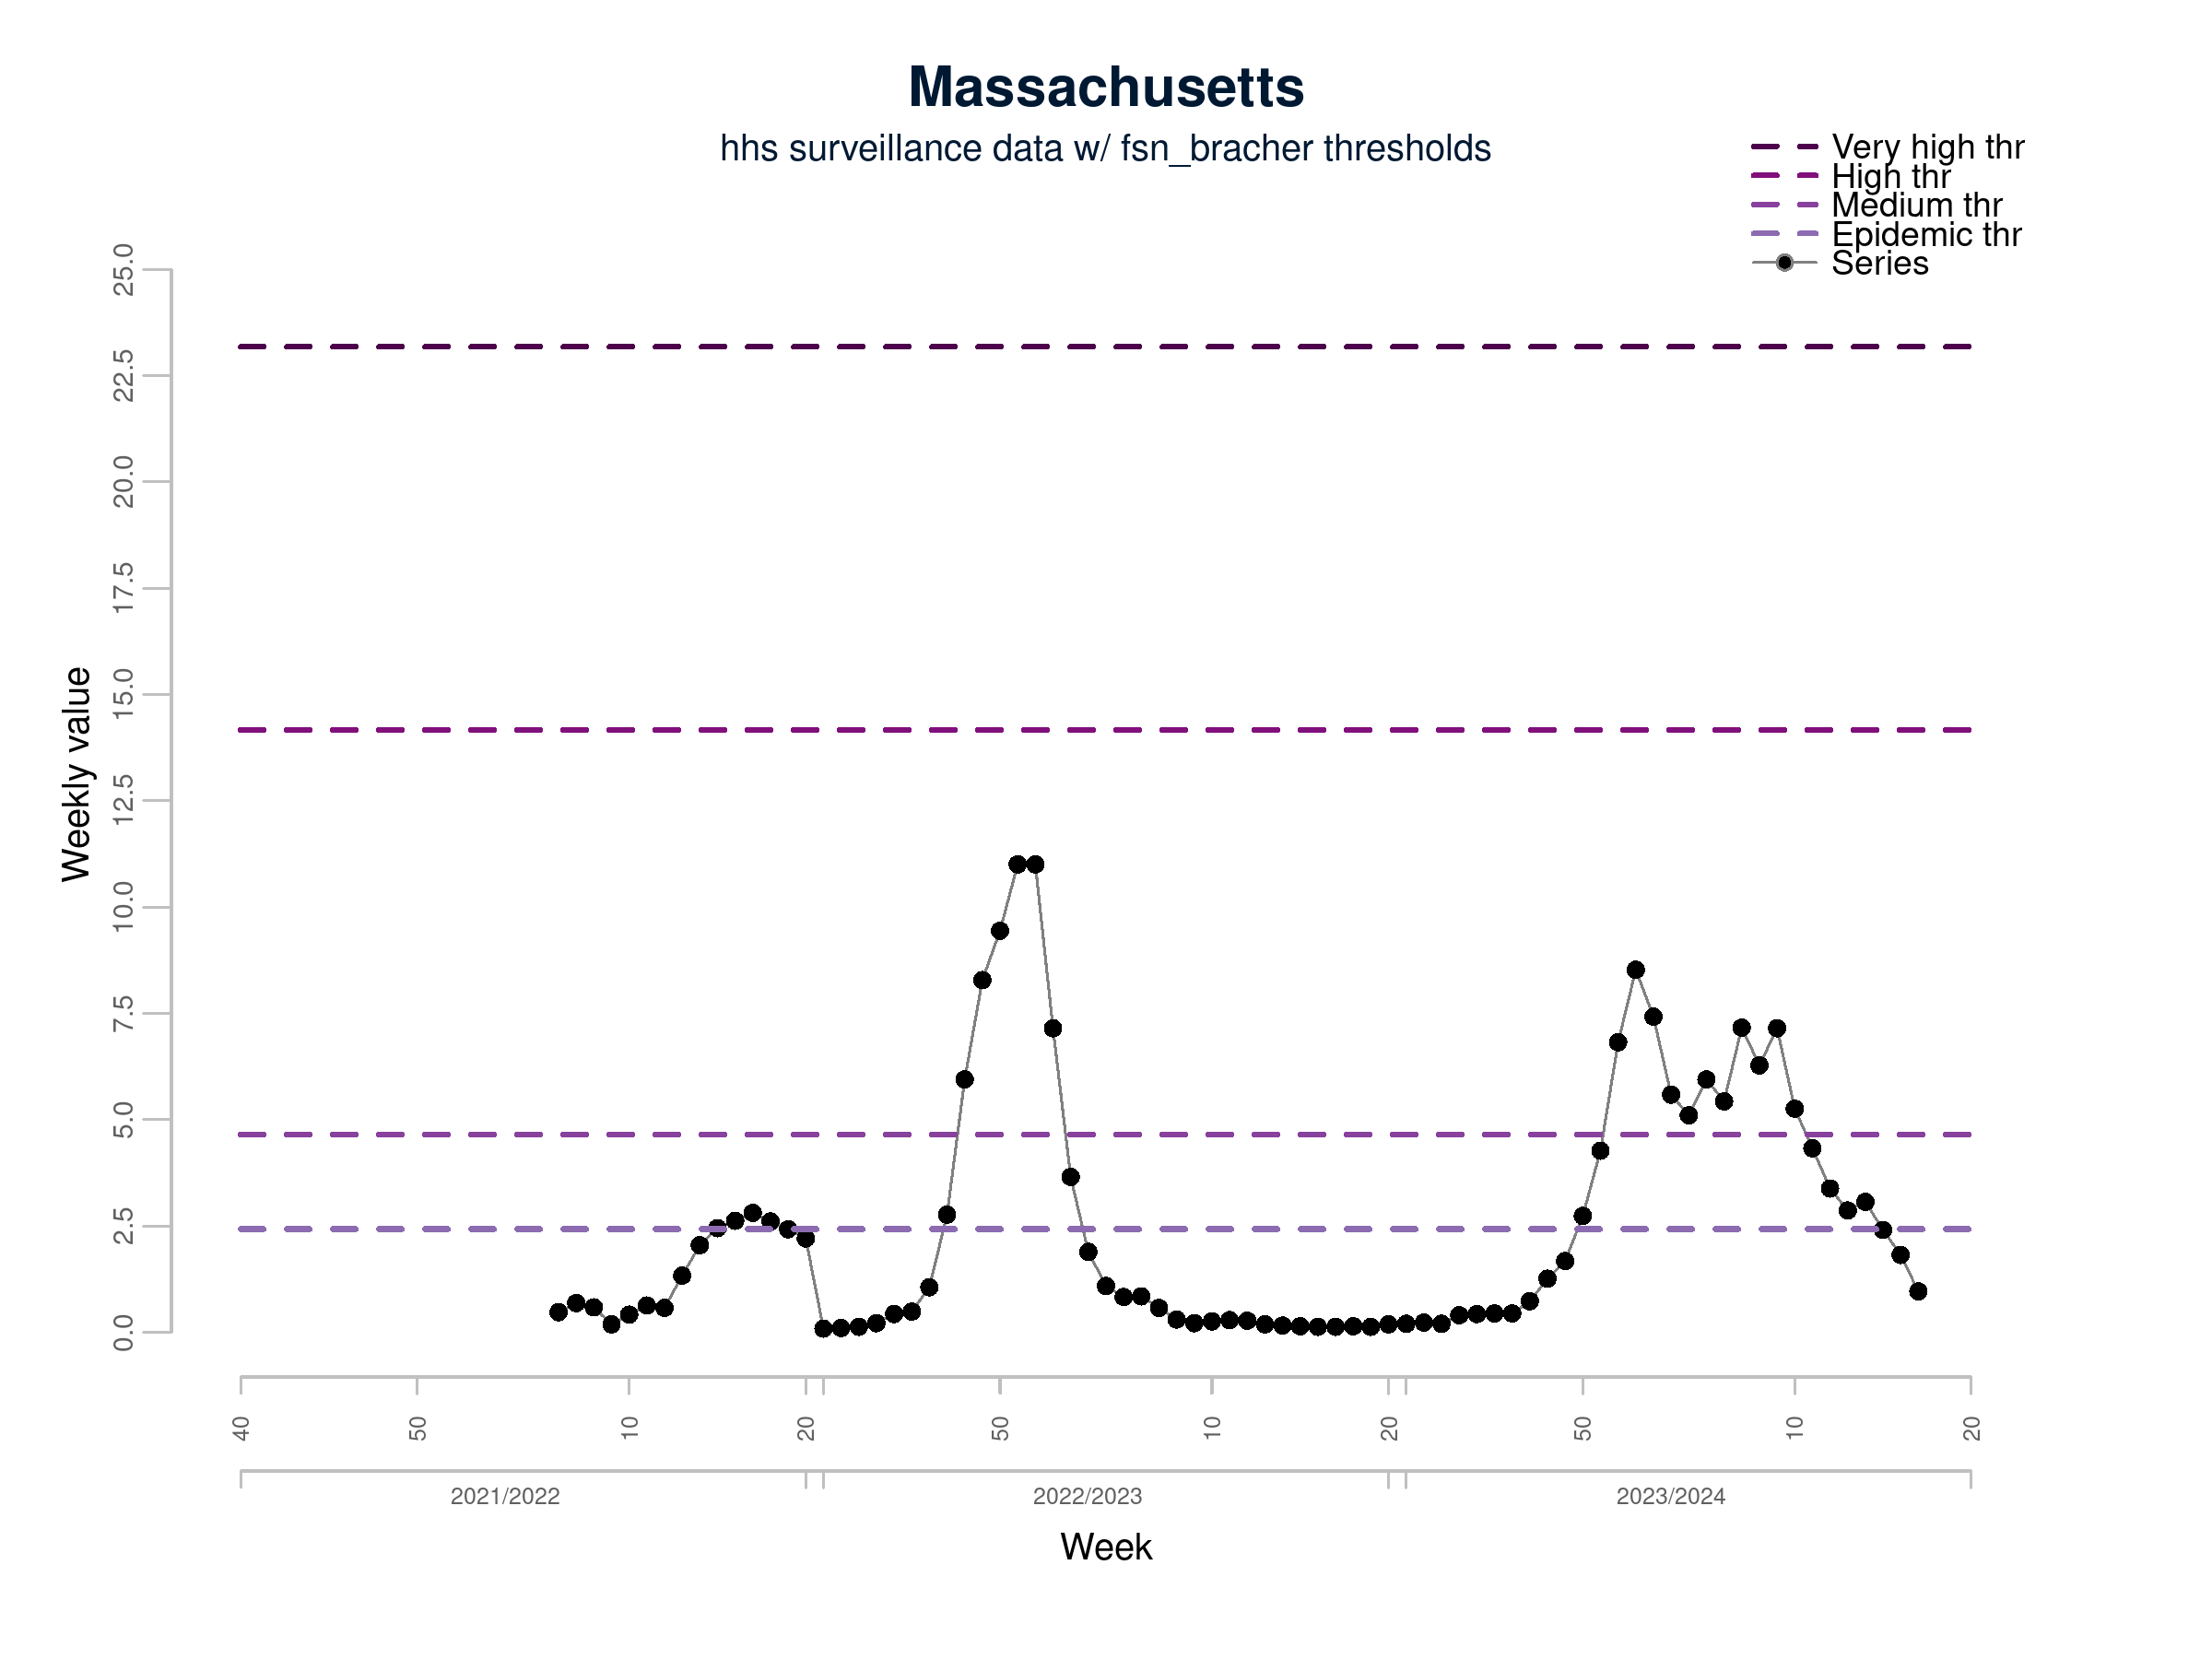 Massachusetts
hhs surveillance data w/ fsn_bracher thresholds
Very high thr
High thr
Medium thr
Epidemic thr
Series
25.0
22.5
20.0
17.5
15.0
12.5
10.0
7.5
5.0
2.5
0.0
Weekly value
40 50 10 20 50 10 20 50 10 20
2021/2022 2022/2023 2023/2024
Week